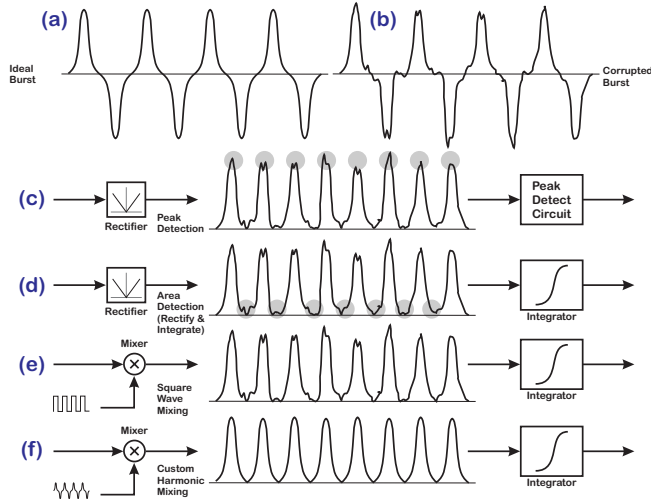 (a)
(b)
Ideal
Burst
Corrupted
Burst
(c)
Rectifier
Peak
Detection
Peak
Detect
Circuit
(d)
Rectifier
Area
Detection
(Rectify &
Integrate)
Integrator
(e)
Mixer
Square
Wave
Mixing
Integrator
(f)
Mixer
Custom
Harmonic
Mixing
Integrator